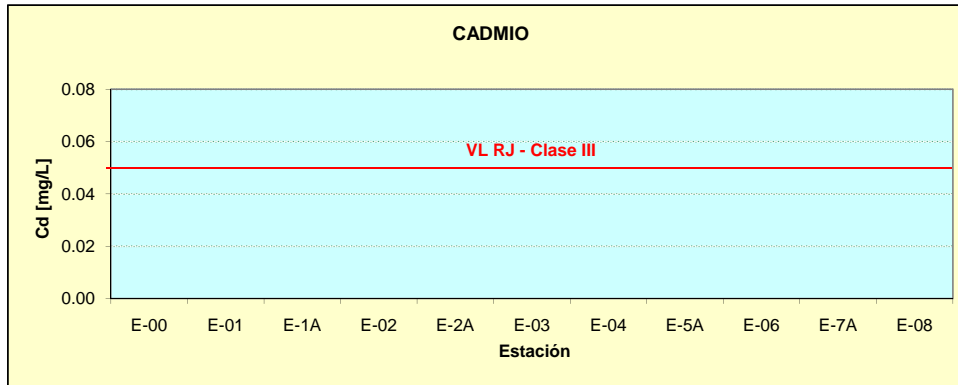 CADMIO
0.08
0.06
0.04
0.02
0.00
Cd [mg/L]
VL RJ - Clase III
E-00 E-01 E-1A E-02 E-2A E-03 E-04 E-5A E-06 E-7A E-08
Estación